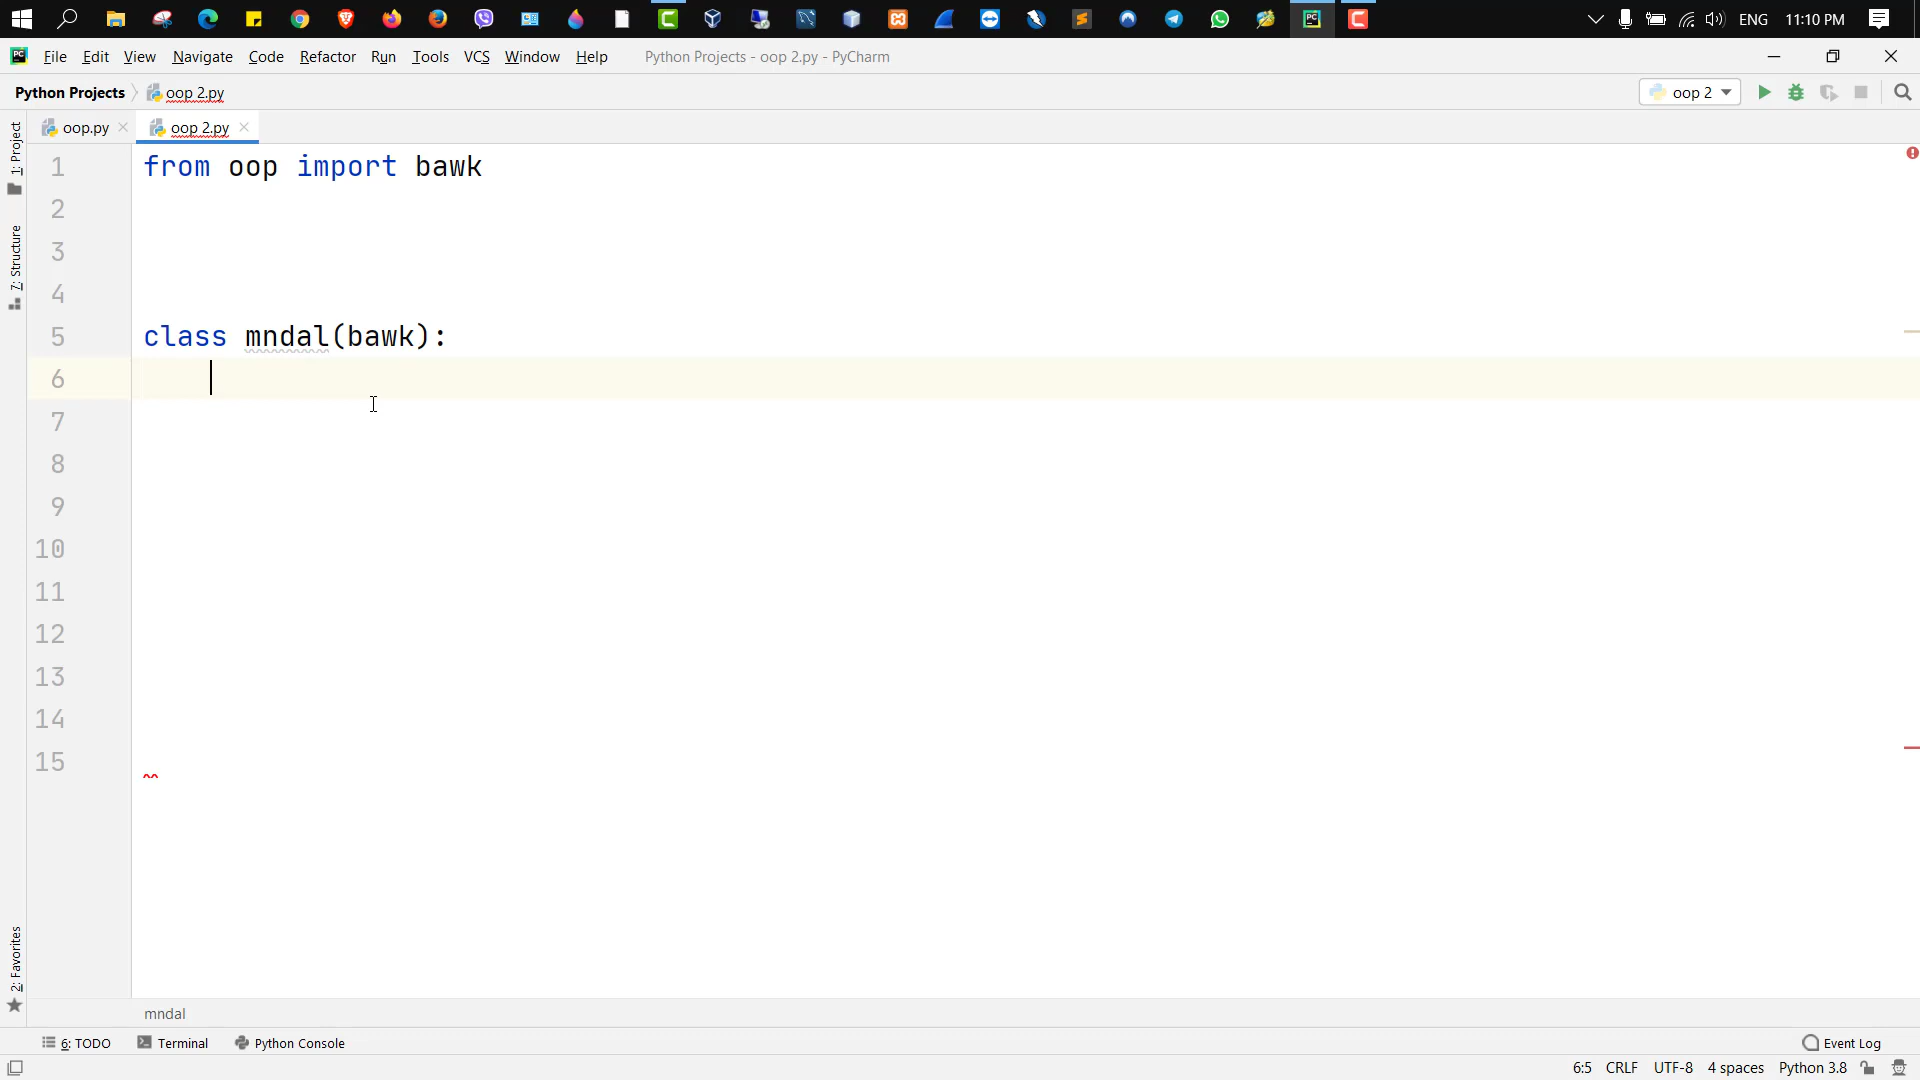 ENG 11:10 PM
File Edit View Navigate Code Refactor Run Tools VCS Window Help Python Projects - oop 2.py - PyCharm
Python Projects oop 2.py oop 2
oop.py oop 2.py
1: Project
7: Structure
2: Favorites
1 from oop import bawk
2
3
4
5 class mndal(bawk):
6
7
8
9
10
11
12
13
14
15
mndal
6: TODO Terminal Python Console Event Log
6:5 CRLF UTF-8 4 spaces Python 3.8